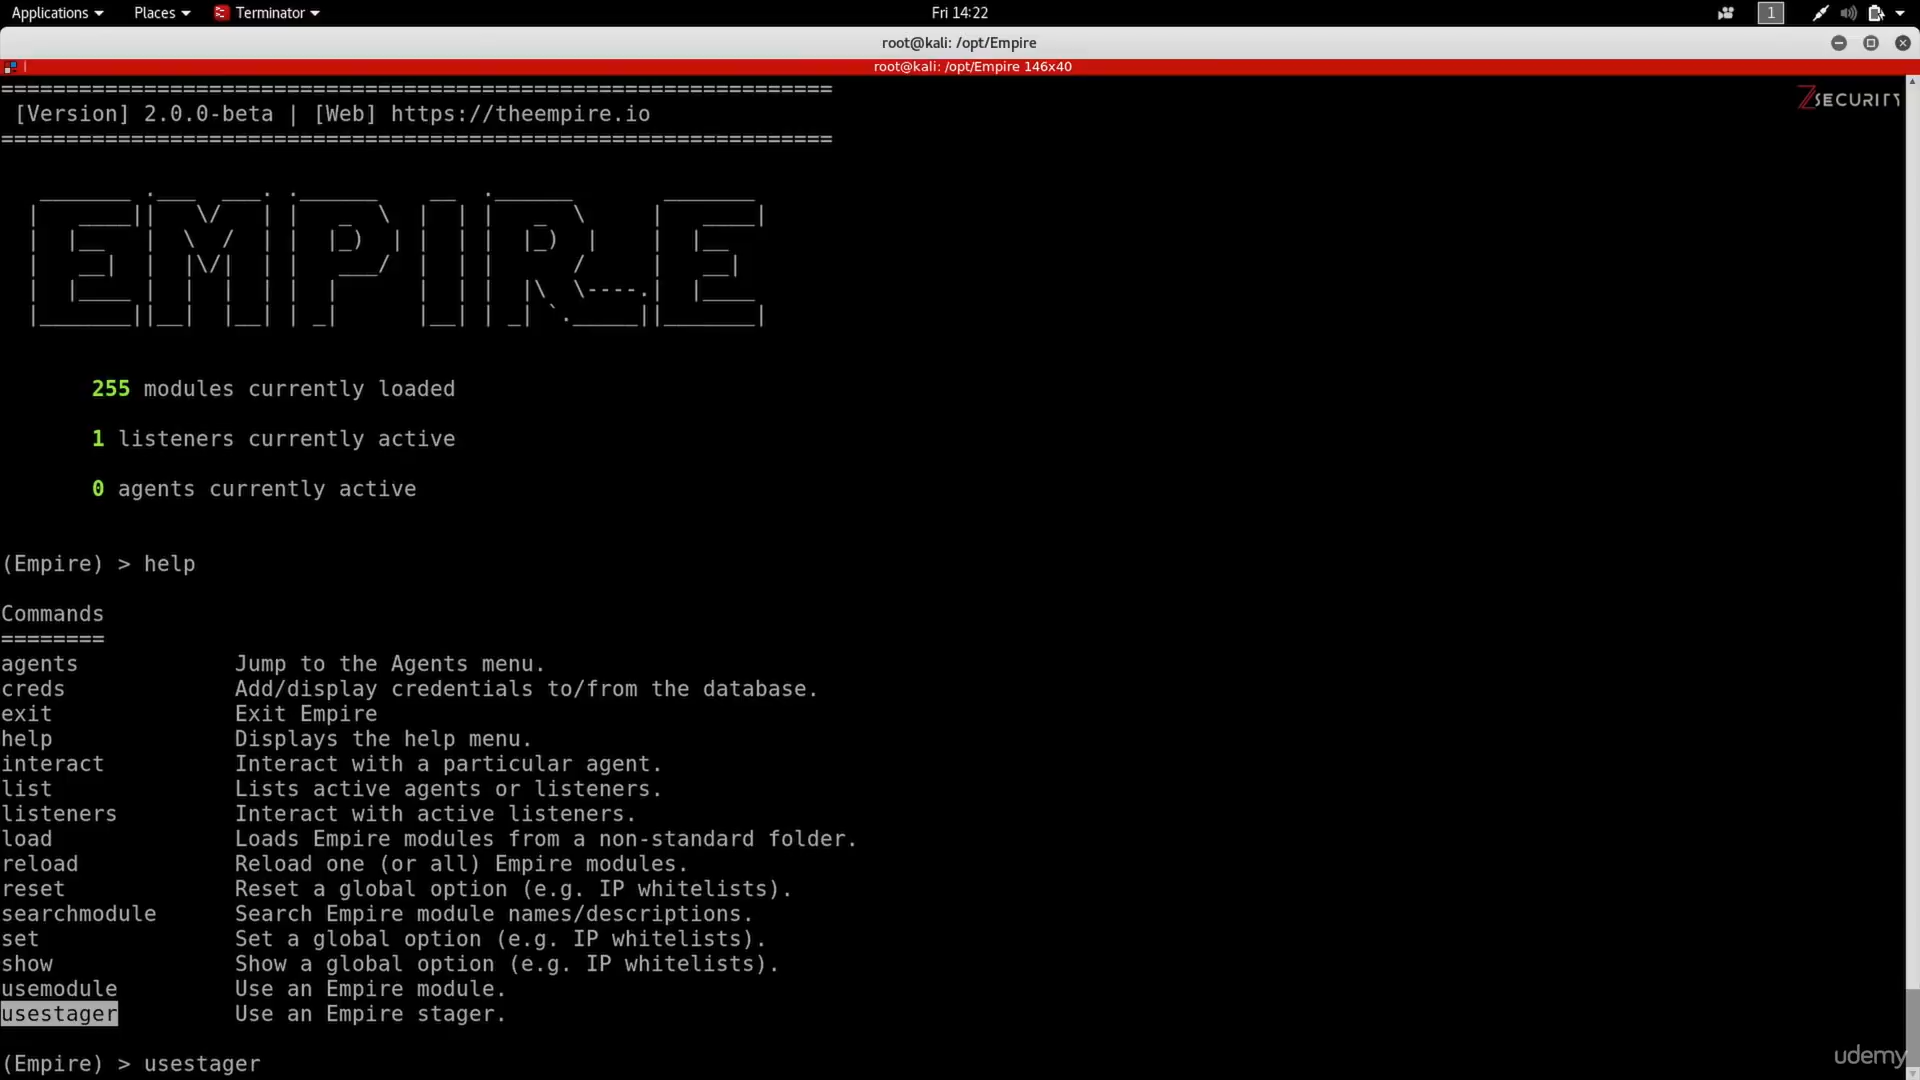 Applications Places Terminator Fri 14:22 1
root@kali: /opt/Empire
root@kali: /opt/Empire 146x40
================================================================
[Version] 2.0.0-beta | [Web] https://theempire.io
================================================================
ZSECURITY
EMPIRE
255 modules currently loaded
1 listeners currently active
0 agents currently active
(Empire) > help
Commands
========
agents Jump to the Agents menu.
creds Add/display credentials to/from the database.
exit Exit Empire
help Displays the help menu.
interact Interact with a particular agent.
list Lists active agents or listeners.
listeners Interact with active listeners.
load Loads Empire modules from a non-standard folder.
reload Reload one (or all) Empire modules.
reset Reset a global option (e.g. IP whitelists).
searchmodule Search Empire module names/descriptions.
set Set a global option (e.g. IP whitelists).
show Show a global option (e.g. IP whitelists).
usemodule Use an Empire module.
usestager Use an Empire stager.
(Empire) > usestager
udemy